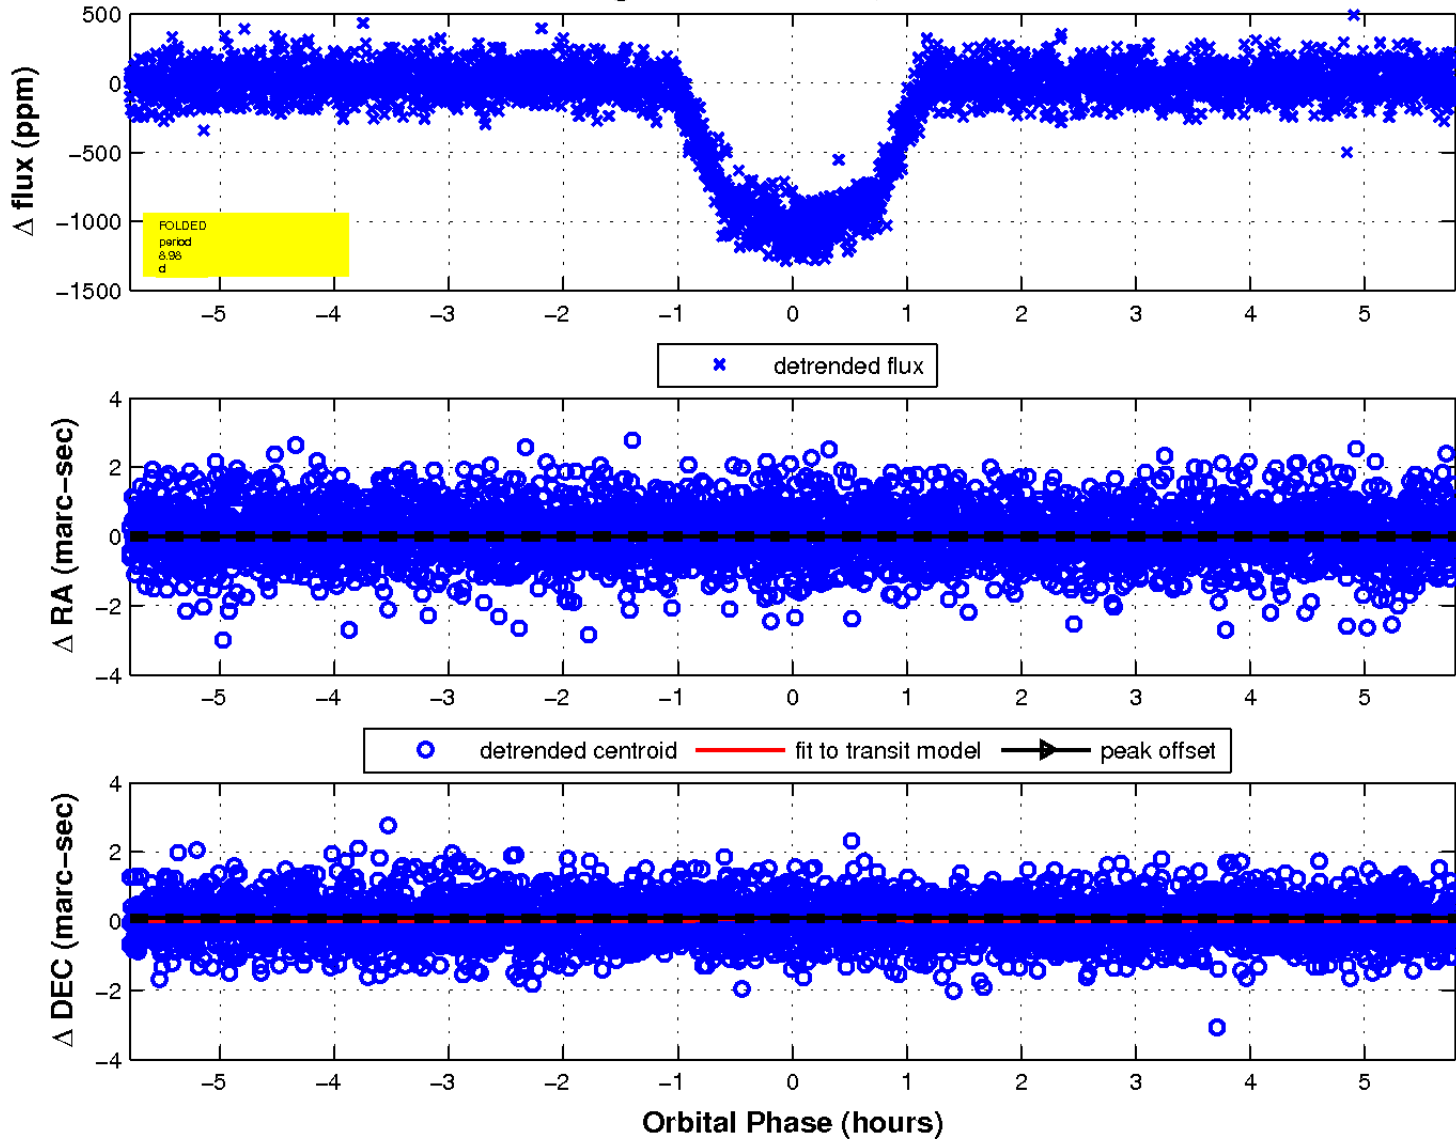 500
0
−500
−1000
−1500
Δ flux (ppm)
FOLDED
period
8.98
d
−5 −4 −3 −2 −1 0 1 2 3 4 5
detrended flux
4
2
0
−2
−4
Δ RA (marc−sec)
−5 −4 −3 −2 −1 0 1 2 3 4 5
detrended centroid fit to transit model peak offset
4
2
0
−2
−4
Δ DEC (marc−sec)
−5 −4 −3 −2 −1 0 1 2 3 4 5
Orbital Phase (hours)